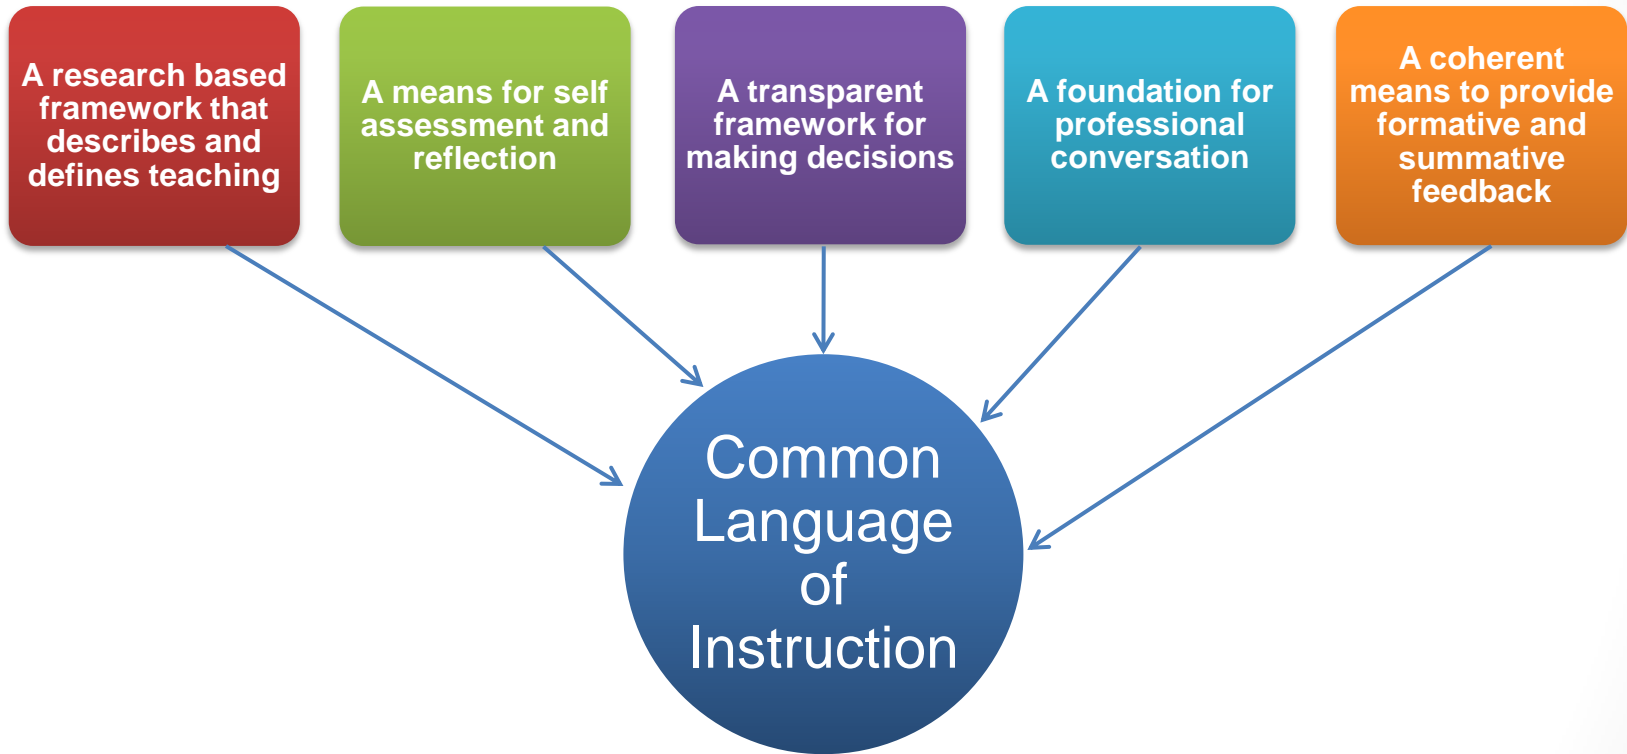 A research based
framework that
describes and
defines teaching
A means for self
assessment and
reflection
A transparent
framework for
making decisions
A foundation for
professional
conversation
A coherent
means to provide
formative and
summative
feedback
Common
Language
of
Instruction